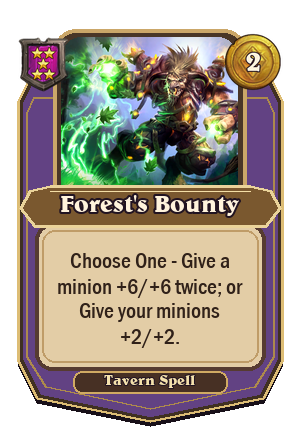 2
Forest's Bounty
Choose One - Give a
minion +6/+6 twice; or
Give your minions
+2/+2.
Tavern Spell